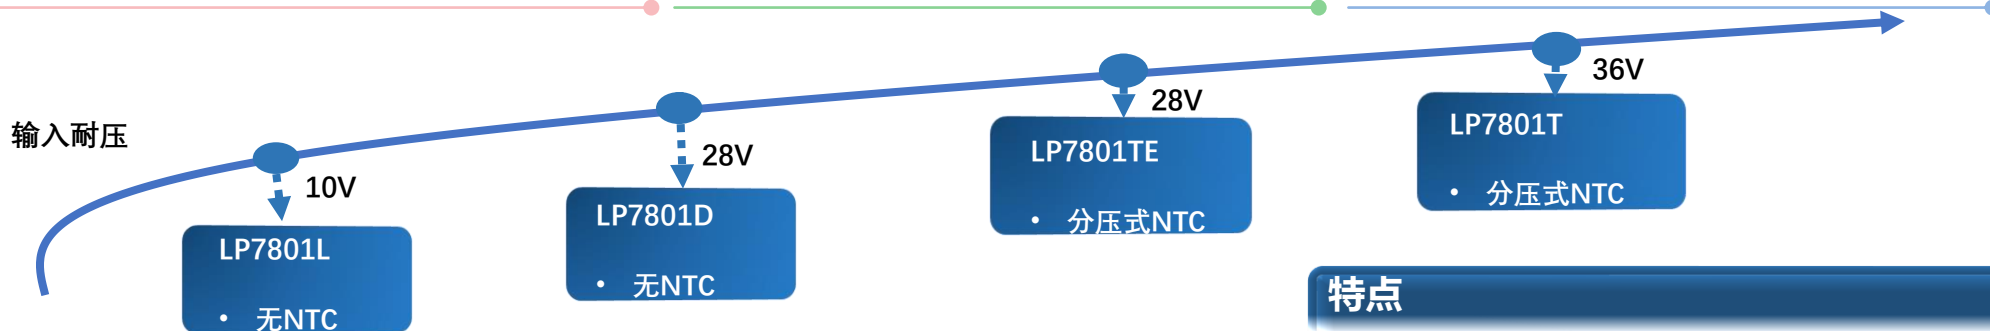 输入耐压
10V
LP7801L
• 无NTC
28V
LP7801D
• 无NTC
28V
LP7801TE
• 分压式NTC
36V
LP7801T
• 分压式NTC
特点